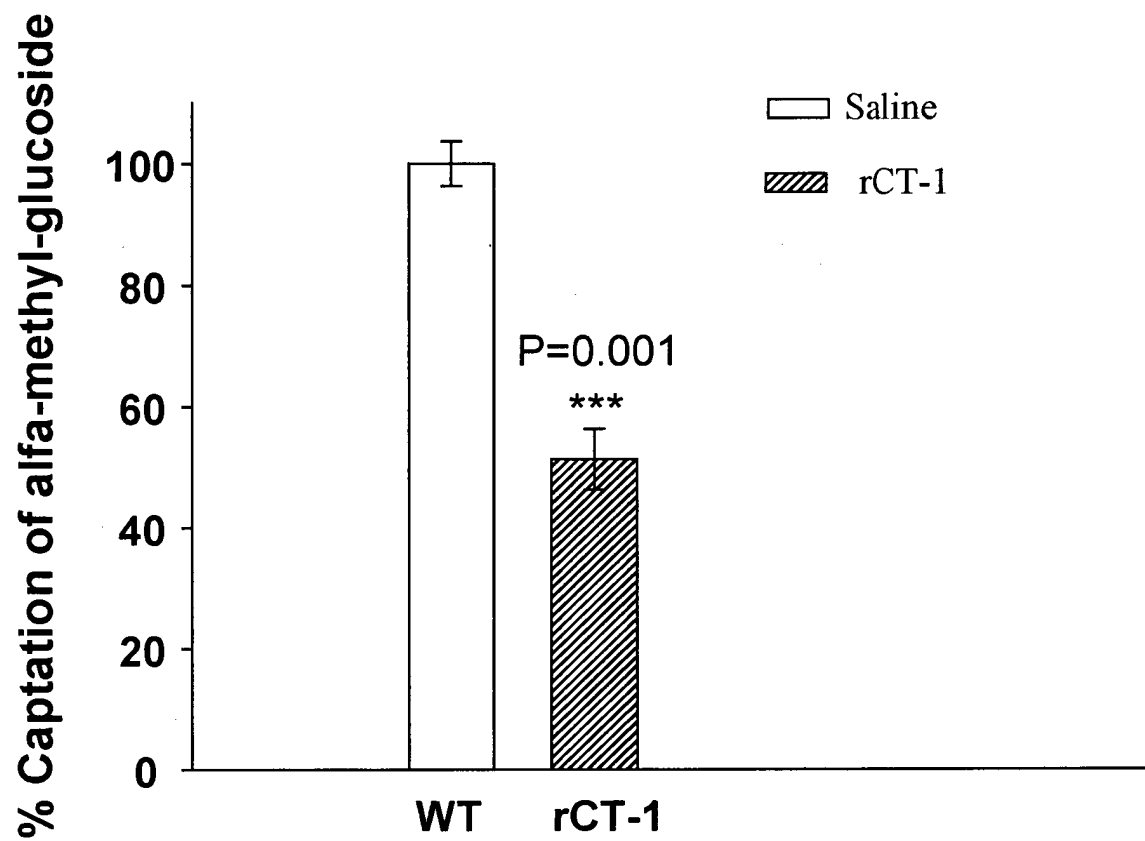 % Captation of alfa-methyl-glucoside
100
80
60
40
20
0
Saline
rCT-1
P=0.001
***
WT
rCT-1